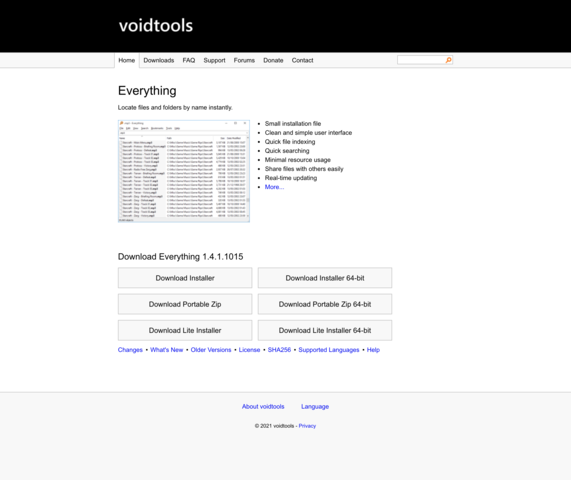 voidtools
Home Downloads FAQ Support Forums Donate Contact
Everything
Locate files and folders by name instantly.
Small installation file
Clean and simple user interface
Quick file indexing
Quick searching
Minimal resource usage
Share files with others easily
Real-time updating
More...
Download Everything 1.4.1.1015
Download Installer
Download Installer 64-bit
Download Portable Zip
Download Portable Zip 64-bit
Download Lite Installer
Download Lite Installer 64-bit
Changes • What's New • Older Versions • License • SHA256 • Supported Languages • Help
About voidtools Language
© 2021 voidtools - Privacy